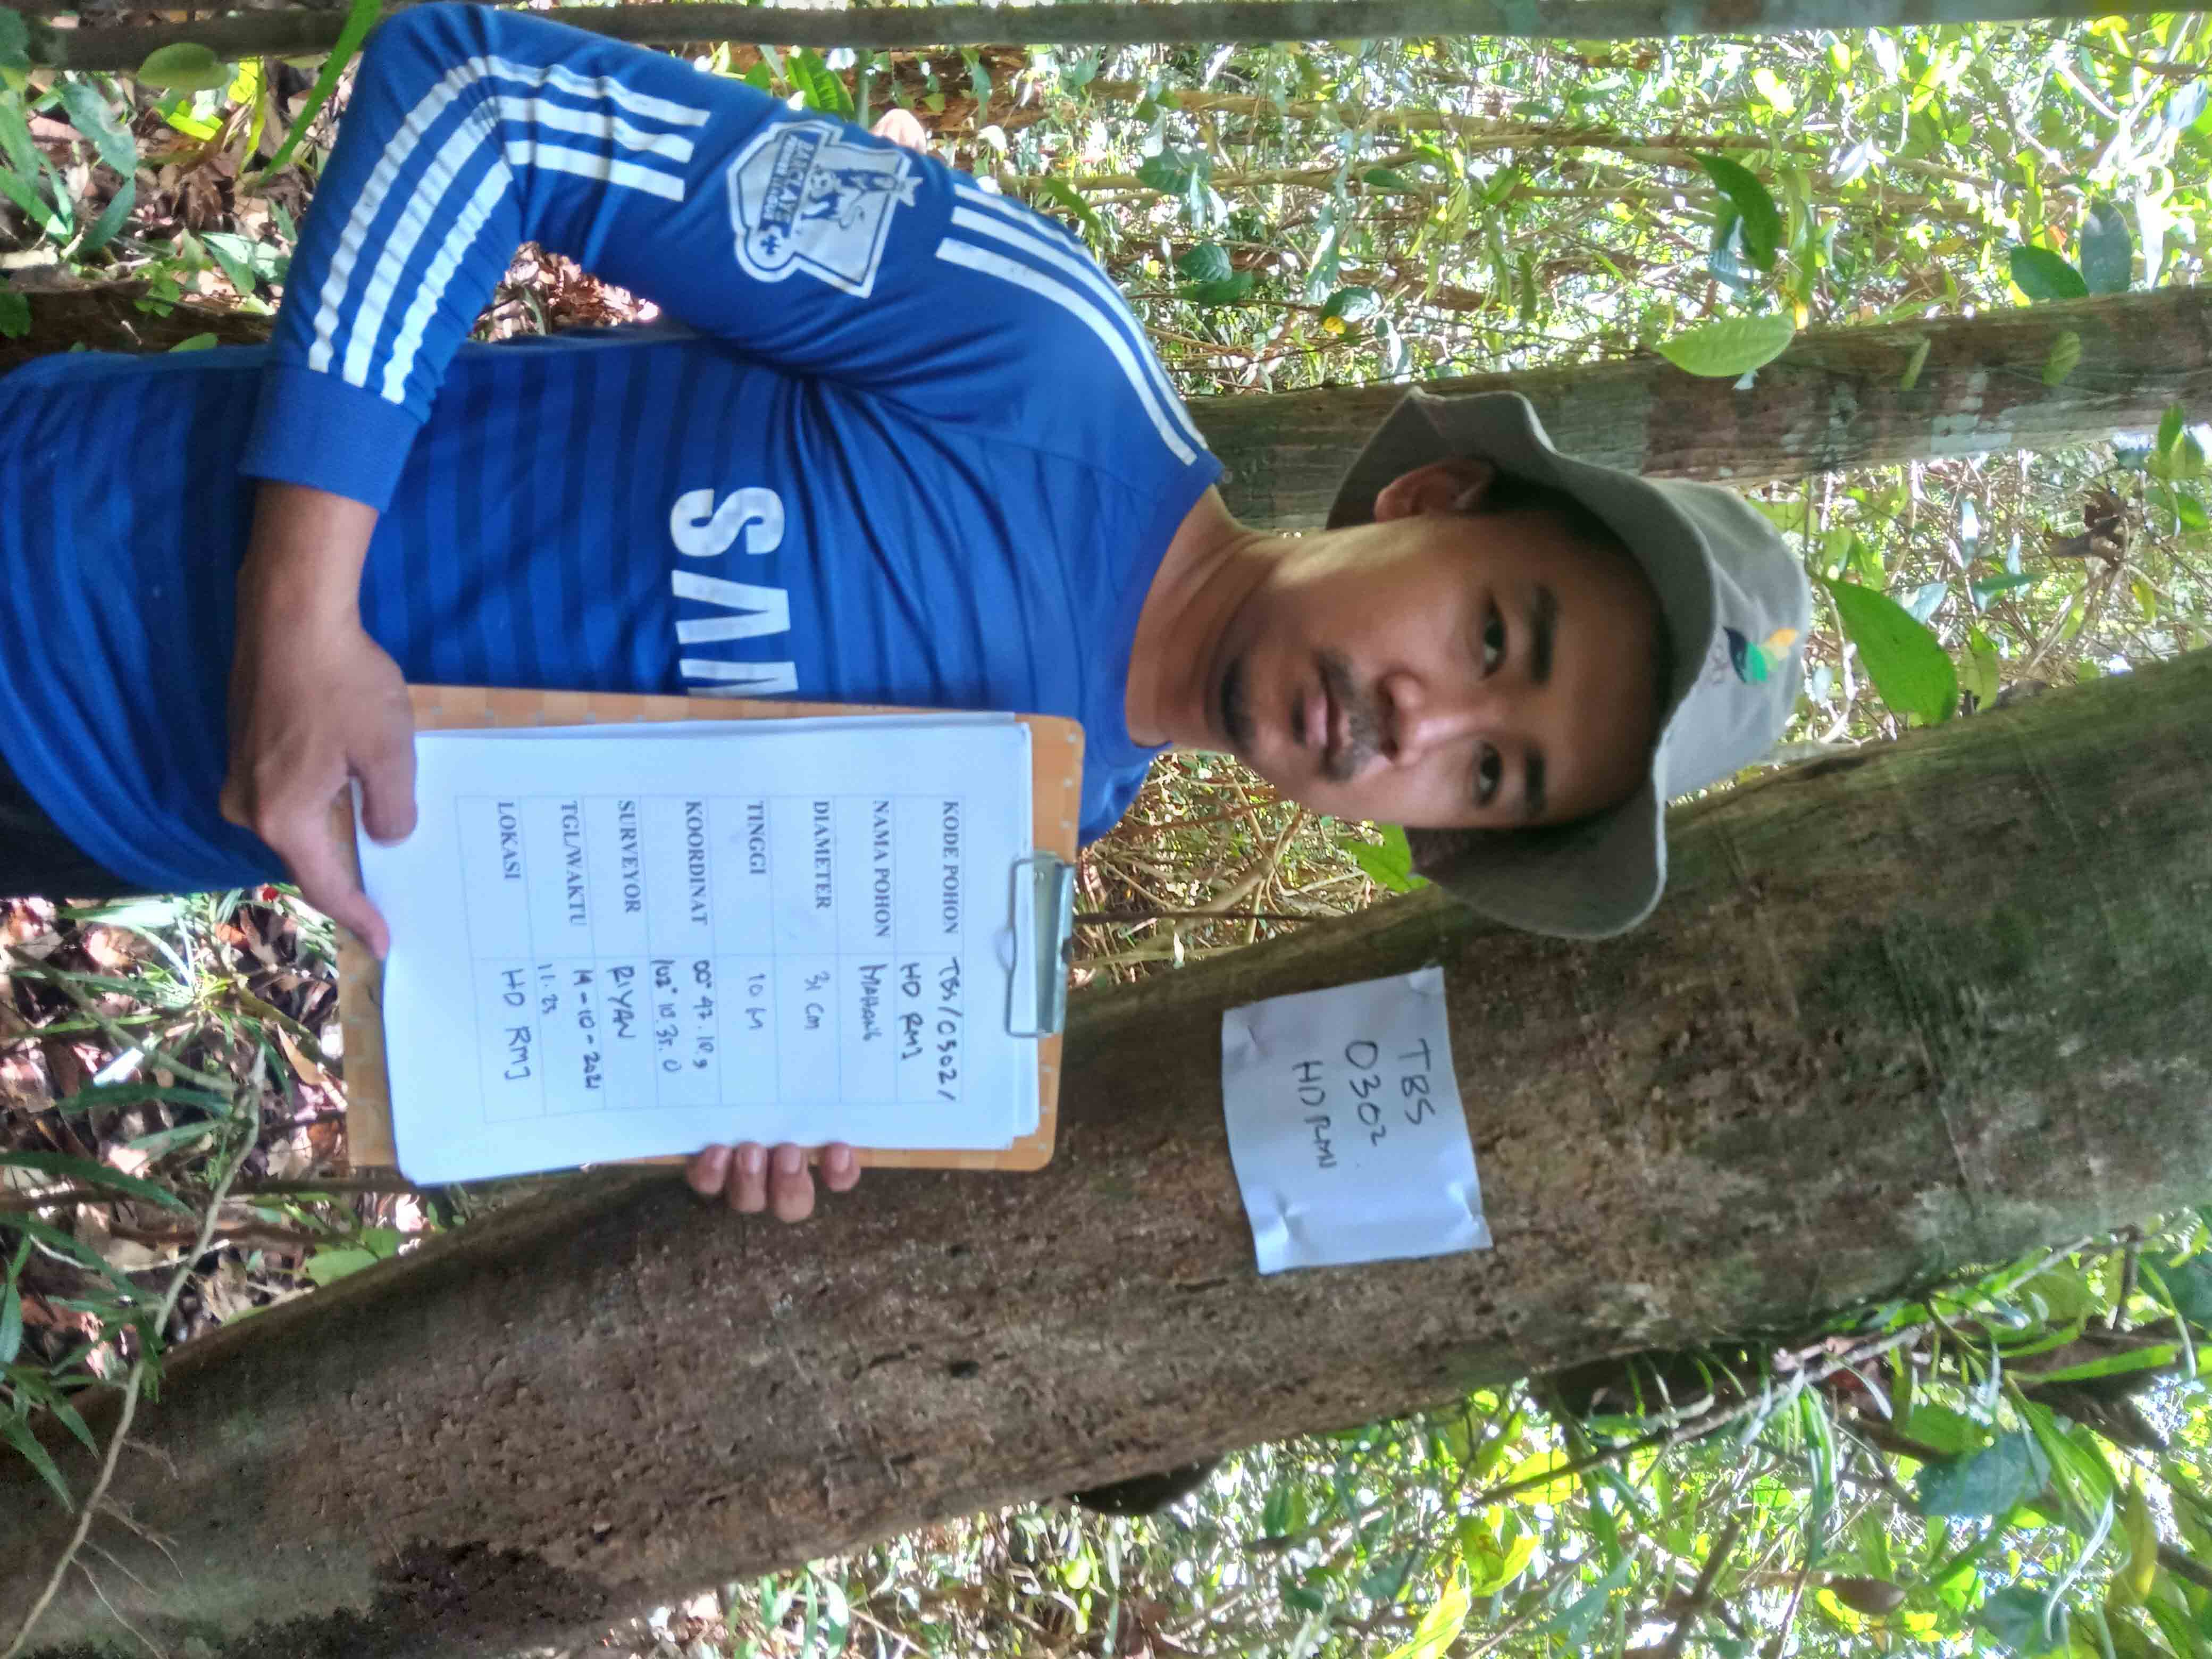 TBS
0302
HD RMJ
SAM
BARCLAYS
PREMIER LEAGUE
KODE POHON TBS/0302/
HD RMJ
NAMA POHON MAHANG
DIAMETER 31 cm
TINGGI 10 M
KOORDINAT 00° 47. 10. 9
102° 10. 35. 0
SURVEYOR RIYAN
TGL/WAKTU 14-10-2021
11.25
LOKASI HD RMJ